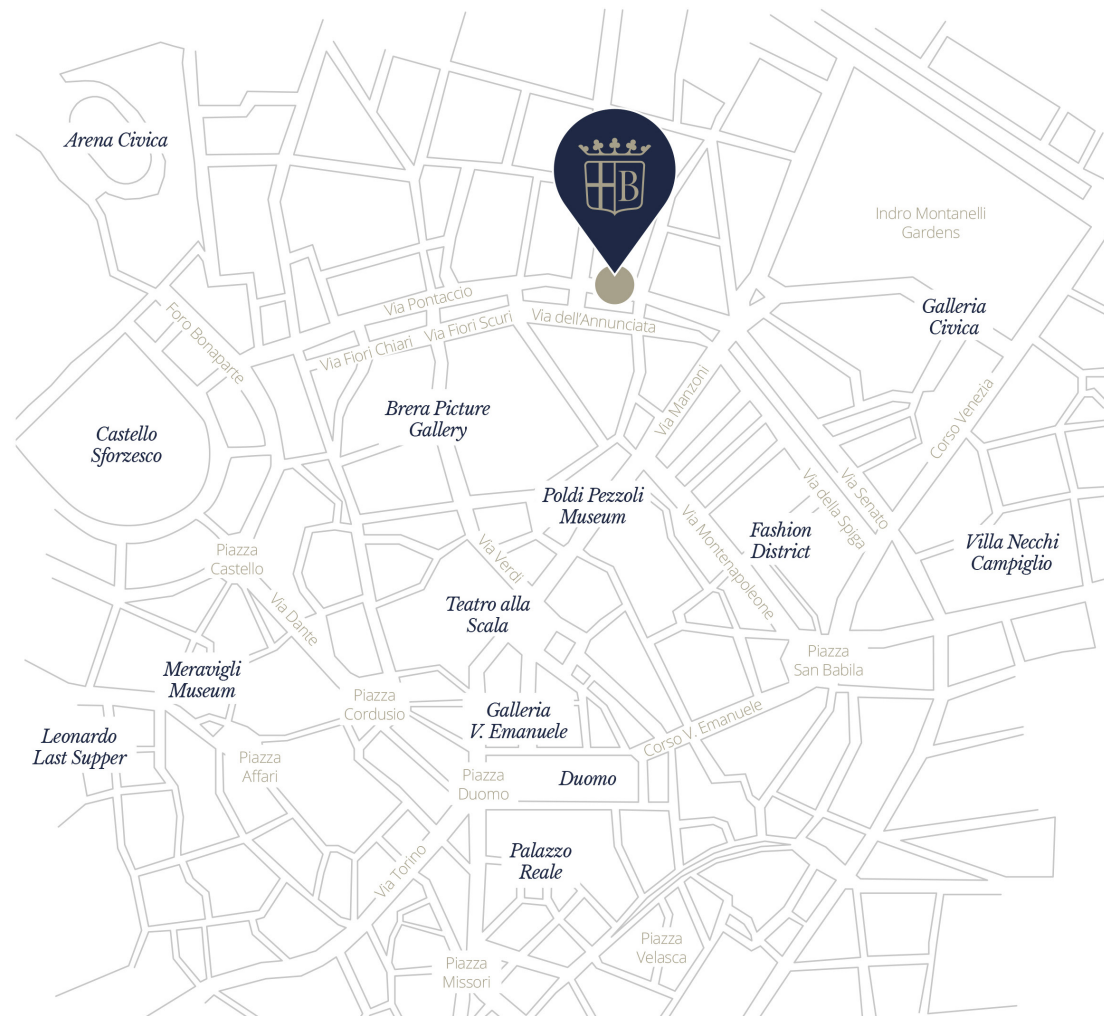 Arena Civica
B
Indro Montanelli
Gardens
Galleria
Civica
Via Pontaccio
Via Fiori Scuri
Via dell'Annunciata
Via Fiori Chiari
Foro Bonaparte
Via Manzoni
Corso Venezia
Brera Picture
Gallery
Castello
Sforzesco
Poldi Pezzoli
Museum
Via Senato
Via della Spiga
Via Montenapoleone
Fashion
District
Villa Necchi
Campiglio
Piazza
Castello
Via Verdi
Via Dante
Teatro alla
Scala
Piazza
San Babila
Meravigli
Museum
Piazza
Cordusio
Galleria
V. Emanuele
Corso V. Emanuele
Leonardo
Last Supper
Piazza
Affari
Piazza
Duomo
Duomo
Via Torino
Palazzo
Reale
Piazza
Velasca
Piazza
Missori